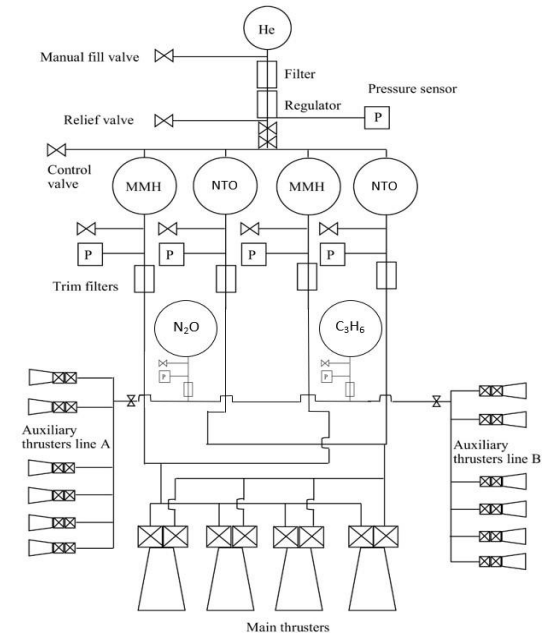 He
Manual fill valve
Filter
Pressure sensor
Regulator
P
Relief valve
Control
valve
MMH
NTO
MMH
NTO
P
P
P
P
Trim filters
N₂O
C₃H₆
P
P
Auxiliary
thrusters line A
Auxiliary
thrusters line B
Main thrusters